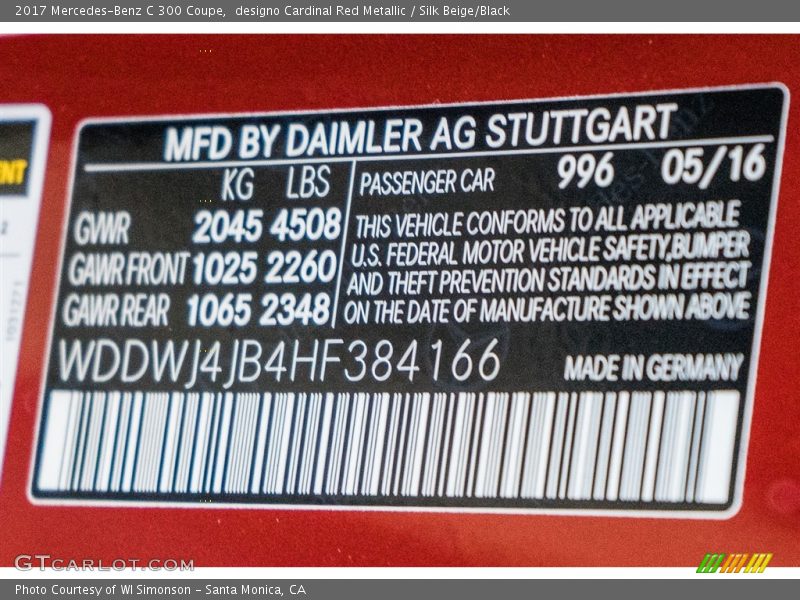 2017 Mercedes-Benz C 300 Coupe,  designo Cardinal Red Metallic / Silk Beige/Black
MFD BY DAIMLER AG STUTTGART
KG LBS
GVWR 2045 4508
GAWR FRONT 1025 2260
GAWR REAR 1065 2348
PASSENGER CAR 996 05/16
THIS VEHICLE CONFORMS TO ALL APPLICABLE
U.S. FEDERAL MOTOR VEHICLE SAFETY,BUMPER
AND THEFT PREVENTION STANDARDS IN EFFECT
ON THE DATE OF MANUFACTURE SHOWN ABOVE
WDDWJ4JB4HF384166
MADE IN GERMANY
GTCARLOT.COM
Photo Courtesy of WI Simonson - Santa Monica, CA